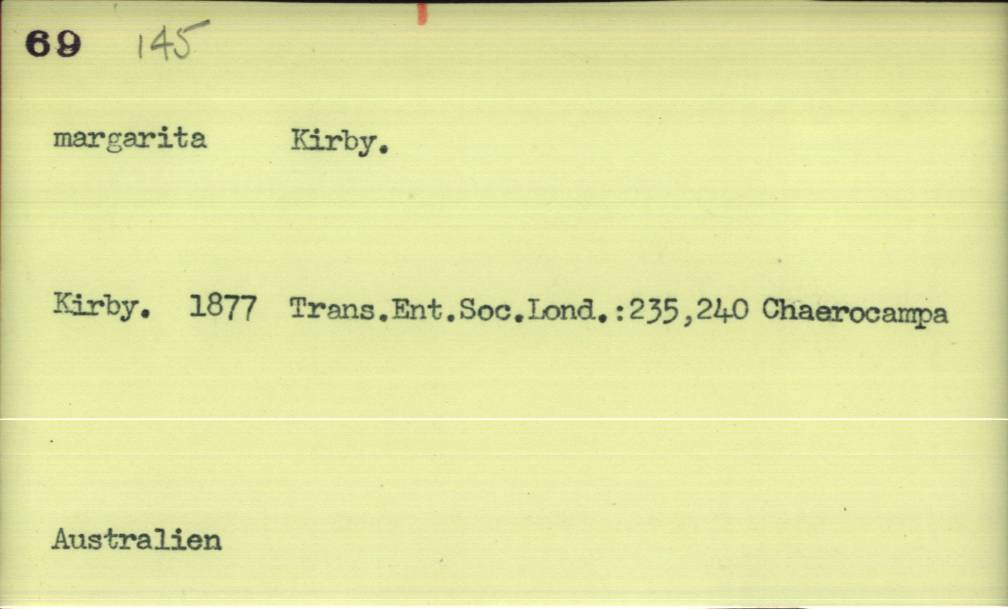 69 145
margarita Kirby.
Kirby. 1877 Trans.Ent.Soc.Lond.:235,240 Chaerocampa
Australien